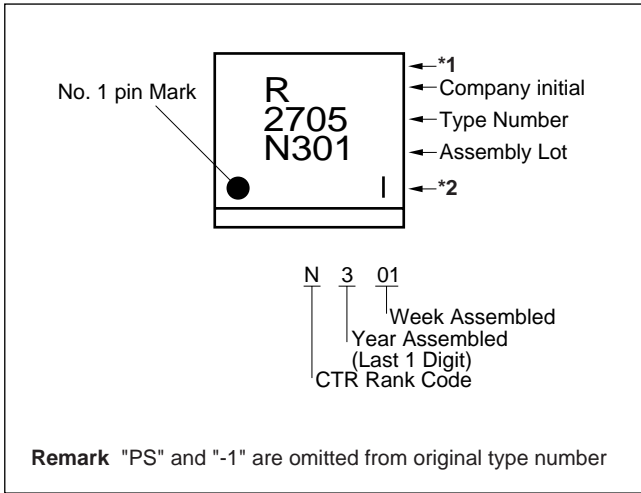 *1
No. 1 pin Mark
R
Company initial
2705
Type Number
N301
Assembly Lot
*2
N 3 01
Week Assembled
Year Assembled
(Last 1 Digit)
CTR Rank Code
Remark "PS" and "-1" are omitted from original type number